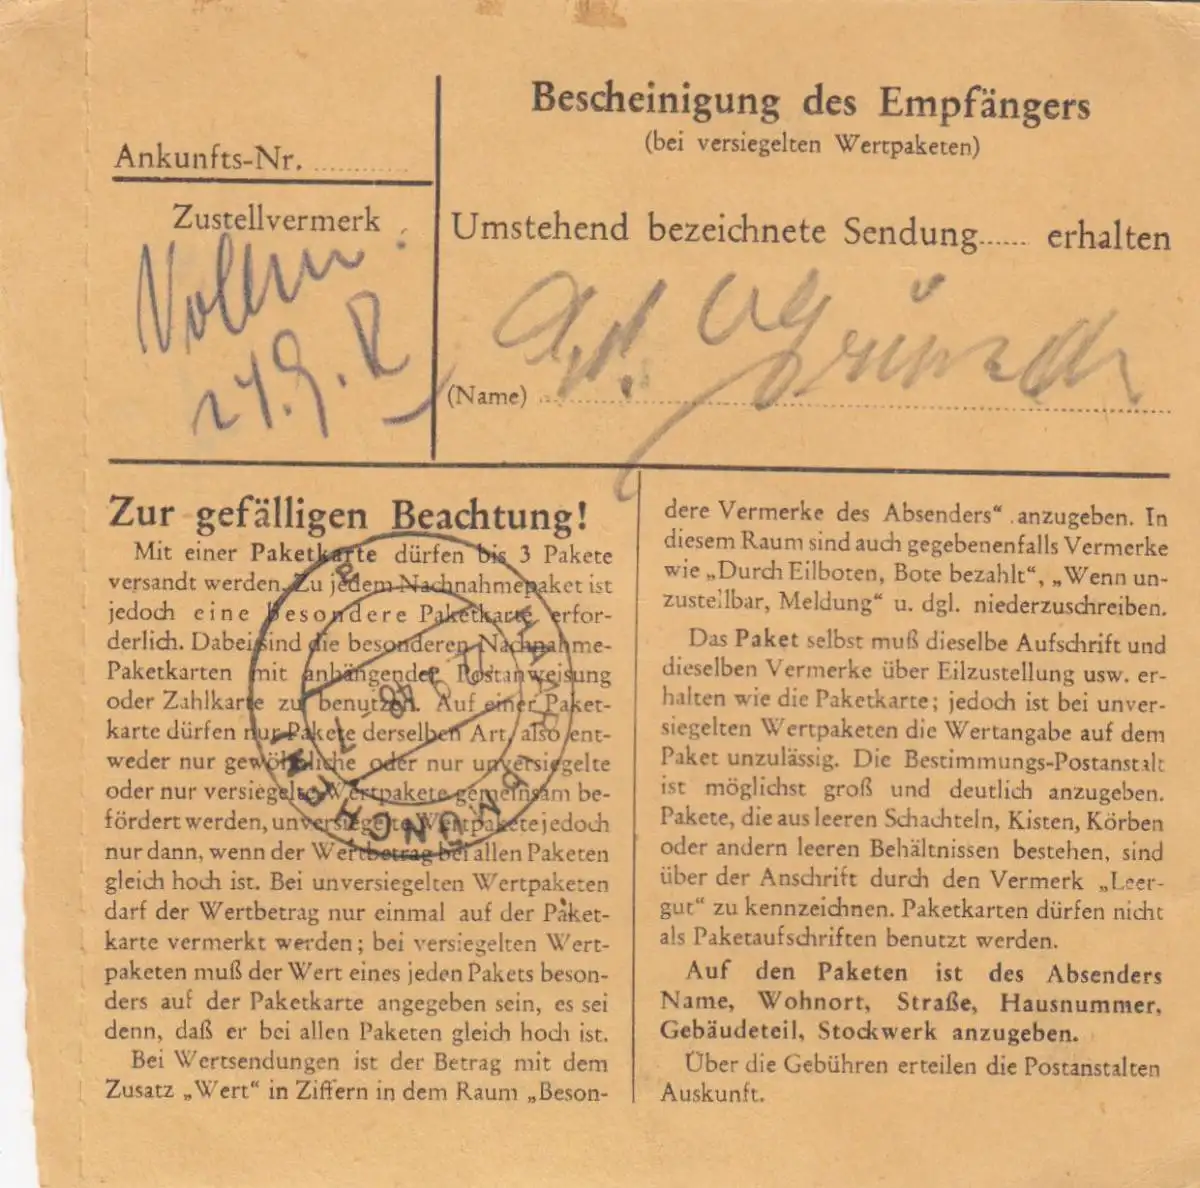 Ankunfts-Nr. ............
Zustellvermerk
Bescheinigung des Empfängers
(bei versiegelten Wertpaketen)
Umstehend bezeichnete Sendung...... erhalten
(Name)
Zur gefälligen Beachtung!
Mit einer Paketkarte dürfen bis 3 Pakete
versandt werden. Zu jedem Nachnahmepaket ist
jedoch eine besondere Paketkarte erfor-
derlich. Dabei sind die besonderen Nachnahme-
Paketkarten mit anhängender Postanweisung
oder Zahlkarte zu benutzen. Auf einer Paket-
karte dürfen nur Pakete derselben Art, also ent-
weder nur gewöhnliche oder nur unversiegelte
oder nur versiegelte Wertpakete gemeinsam be-
fördert werden, unversiegelte Wertpakete jedoch
nur dann, wenn der Wertbetrag bei allen Paketen
gleich hoch ist. Bei unversiegelten Wertpaketen
darf der Wertbetrag nur einmal auf der Paket-
karte vermerkt werden; bei versiegelten Wert-
paketen muß der Wert eines jeden Pakets beson-
ders auf der Paketkarte angegeben sein, es sei
denn, daß er bei allen Paketen gleich hoch ist.
Bei Wertsendungen ist der Betrag mit dem
Zusatz „Wert“ in Ziffern in dem Raum „Beson-
dere Vermerke des Absenders“ anzugeben. In
diesem Raum sind auch gegebenenfalls Vermerke
wie „Durch Eilboten, Bote bezahlt“, „Wenn un-
zustellbar, Meldung“ u. dgl. niederzuschreiben.
Das Paket selbst muß dieselbe Aufschrift und
dieselben Vermerke über Eilzustellung usw. er-
halten wie die Paketkarte; jedoch ist bei unver-
siegelten Wertpaketen die Wertangabe auf dem
Paket unzulässig. Die Bestimmungs-Postanstalt
ist möglichst groß und deutlich anzugeben.
Pakete, die aus leeren Schachteln, Kisten, Körben
oder andern leeren Behältnissen bestehen, sind
über der Anschrift durch den Vermerk „Leer-
gut“ zu kennzeichnen. Paketkarten dürfen nicht
als Paketaufschriften benutzt werden.
Auf den Paketen ist des Absenders
Name, Wohnort, Straße, Hausnummer,
Gebäudeteil, Stockwerk anzugeben.
Über die Gebühren erteilen die Postanstalten
Auskunft.
HAAR
MÜNCHEN